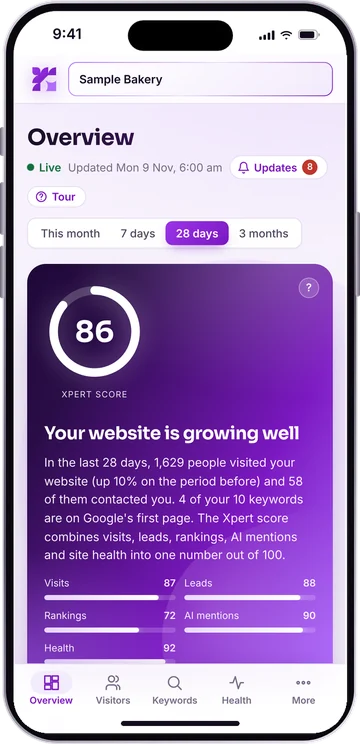 9:41
Sample Bakery
Overview
Live Updated Mon 9 Nov, 6:00 am Updates 8
Tour
This month 7 days 28 days 3 months
?
86
XPERT SCORE
Your website is growing well
In the last 28 days, 1,629 people visited your
website (up 10% on the period before) and 58
of them contacted you. 4 of your 10 keywords
are on Google's first page. The Xpert score
combines visits, leads, rankings, AI mentions
and site health into one number out of 100.
Visits 87 Leads 88
Rankings 72 AI mentions 90
Health 92
Overview Visitors Keywords Health More